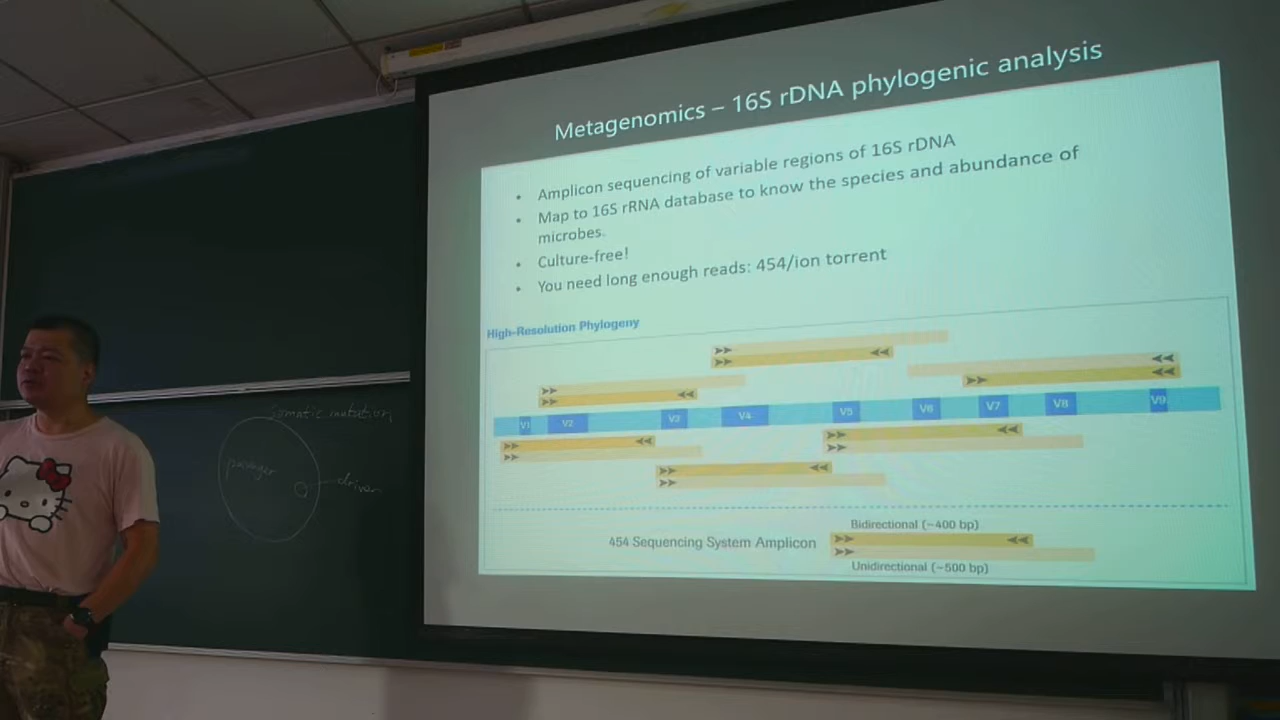 Metagenomics – 16S rDNA phylogenic analysis
• Amplicon sequencing of variable regions of 16S rDNA
• Map to 16S rRNA database to know the species and abundance of
microbes.
• Culture-free!
• You need long enough reads: 454/ion torrent
High-Resolution Phylogeny
V1 V2 V3 V4 V5 V6 V7 V8 V9
Bidirectional (~400 bp)
454 Sequencing System Amplicon
Unidirectional (~500 bp)
somatic mutation
driver